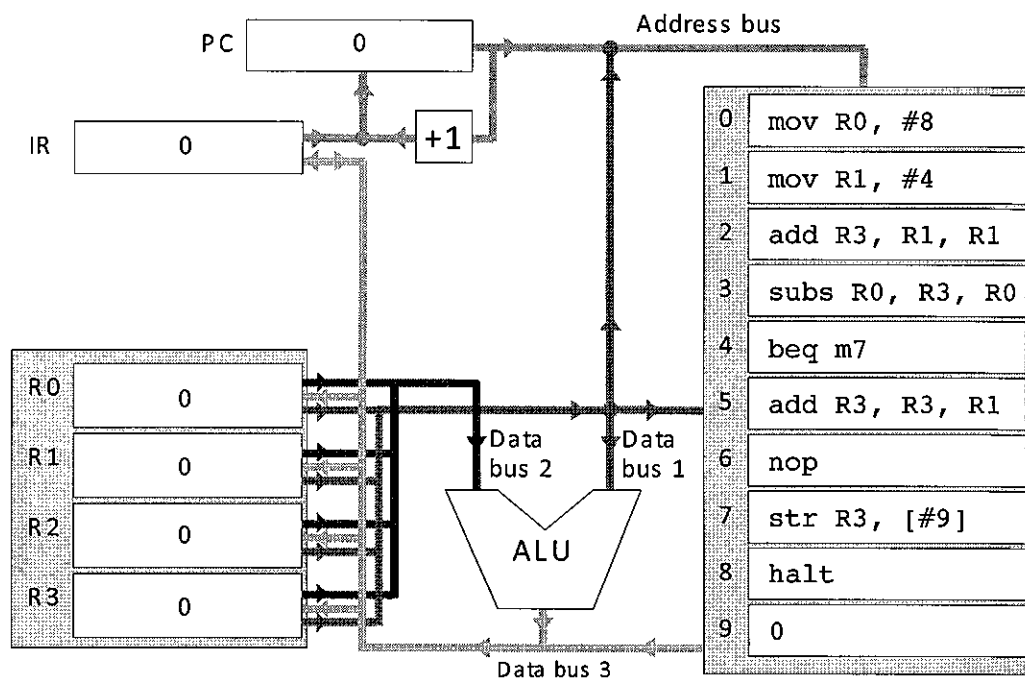 Address bus
PC
0
IR
0
+1
0 mov R0, #8
1 mov R1, #4
2 add R3, R1, R1
3 subs R0, R3, R0
4 beq m7
5 add R3, R3, R1
6 nop
7 str R3, [#9]
8 halt
9 0
R0
0
R1
0
R2
0
R3
0
Data
bus 2
Data
bus 1
ALU
Data bus 3